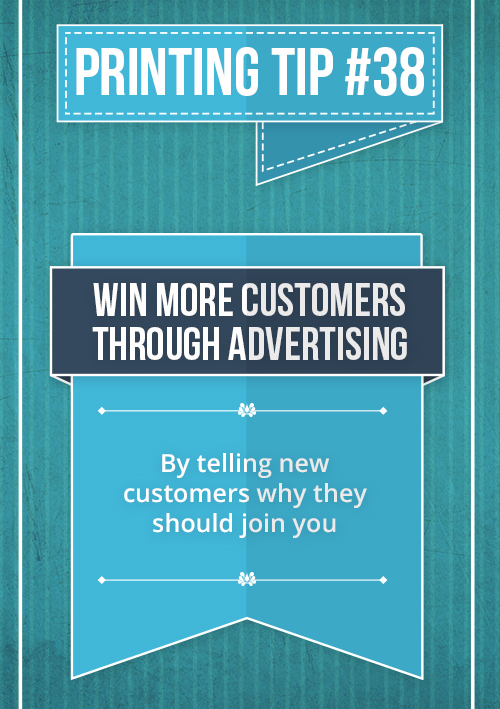 PRINTING TIP #38
WIN MORE CUSTOMERS
THROUGH ADVERTISING
By telling new
customers why they
should join you